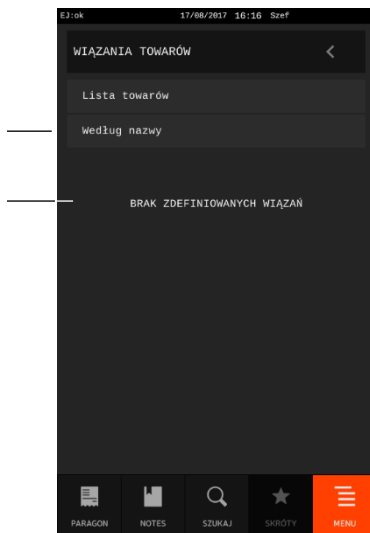 EJ:ok 17/08/2017 16:16 Szef
WIĄZANIA TOWARÓW
Lista towarów
Według nazwy
BRAK ZDEFINIOWANYCH WIĄZAŃ
PARAGON NOTES SZUKAJ SKRÓTY MENU